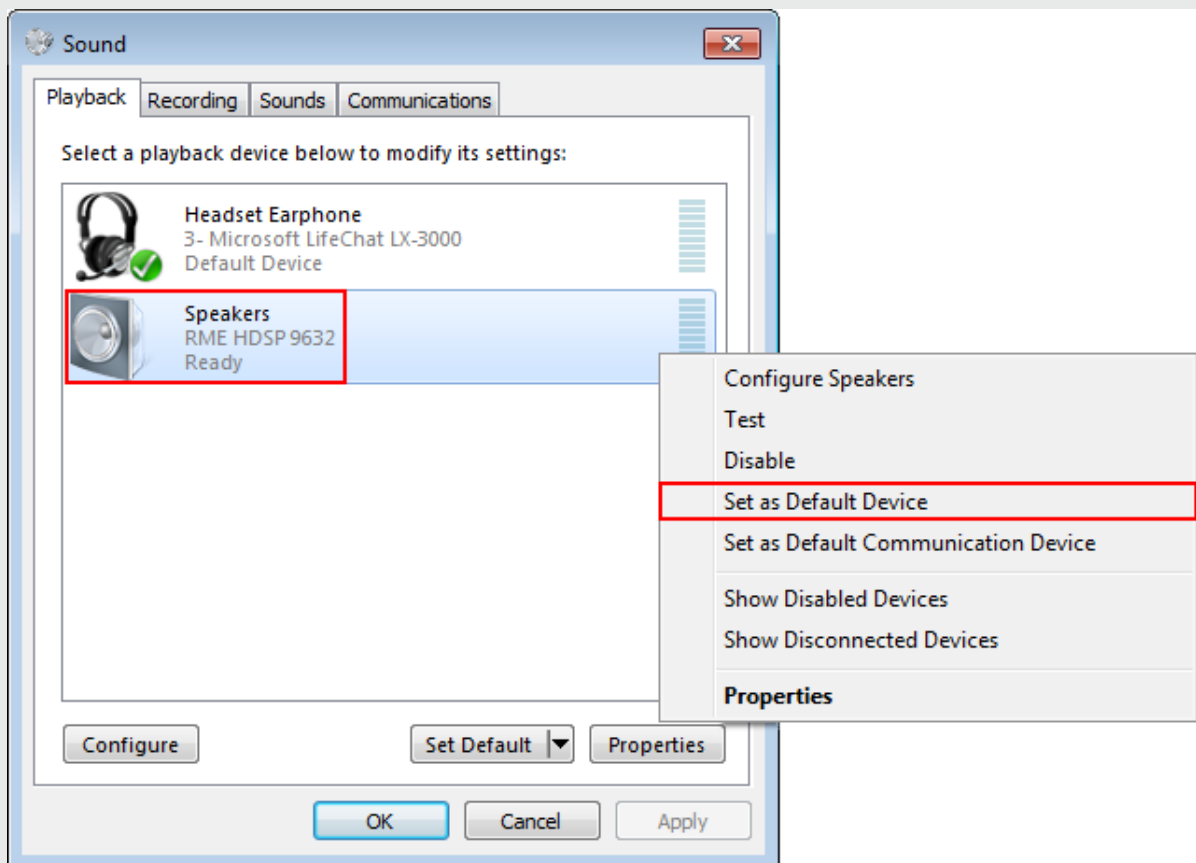 Sound
Playback Recording Sounds Communications
Select a playback device below to modify its settings:
Headset Earphone
3- Microsoft LifeChat LX-3000
Default Device
Speakers
RME HDSP 9632
Ready
Configure Speakers
Test
Disable
Set as Default Device
Set as Default Communication Device
Show Disabled Devices
Show Disconnected Devices
Properties
Configure Set Default Properties
OK Cancel Apply